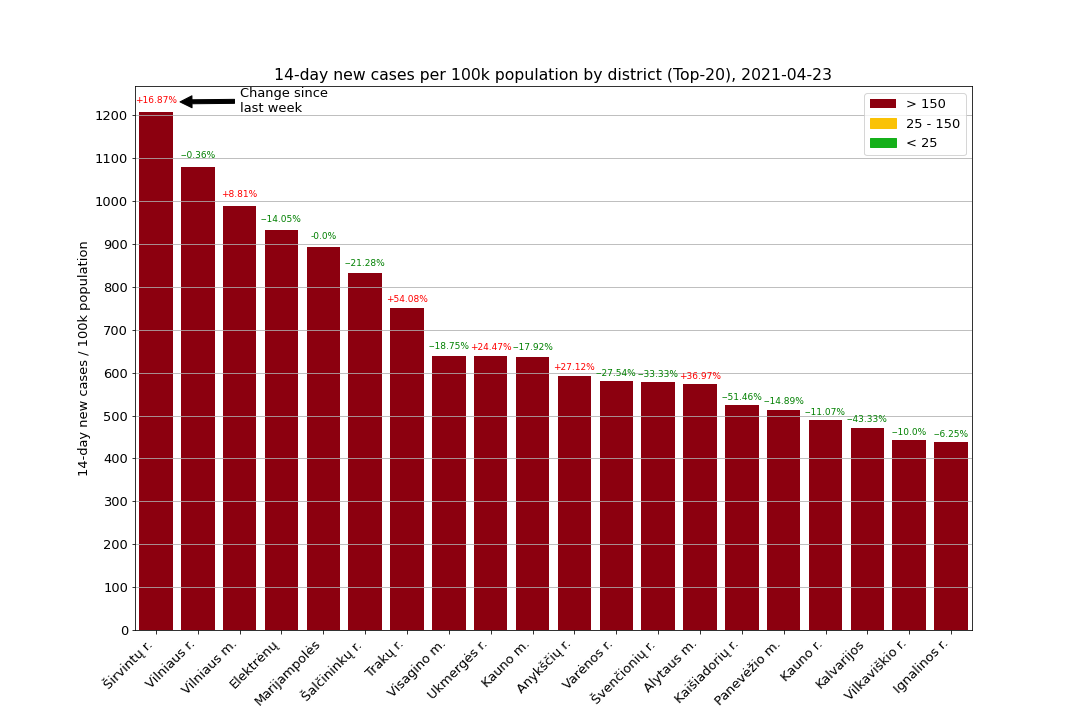 14-day new cases per 100k population by district (Top-20), 2021-04-23
Change since
last week
> 150
25 - 150
< 25
+16.87%
−0.36%
+8.81%
−14.05%
-0.0%
−21.28%
+54.08%
−18.75%
+24.47%
−17.92%
+27.12%
−27.54%
−33.33%
+36.97%
−51.46%
−14.89%
−11.07%
−43.33%
−10.0%
−6.25%
14-day new cases / 100k population
1200
1100
1000
900
800
700
600
500
400
300
200
100
0
Širvintų r.
Vilniaus r.
Vilniaus m.
Elektrėnų
Marijampolės
Šalčininkų r.
Trakų r.
Visagino m.
Ukmergės r.
Kauno m.
Anykščių r.
Varėnos r.
Švenčionių r.
Alytaus m.
Kaišiadorių r.
Panevėžio m.
Kauno r.
Kalvarijos
Vilkaviškio r.
Ignalinos r.